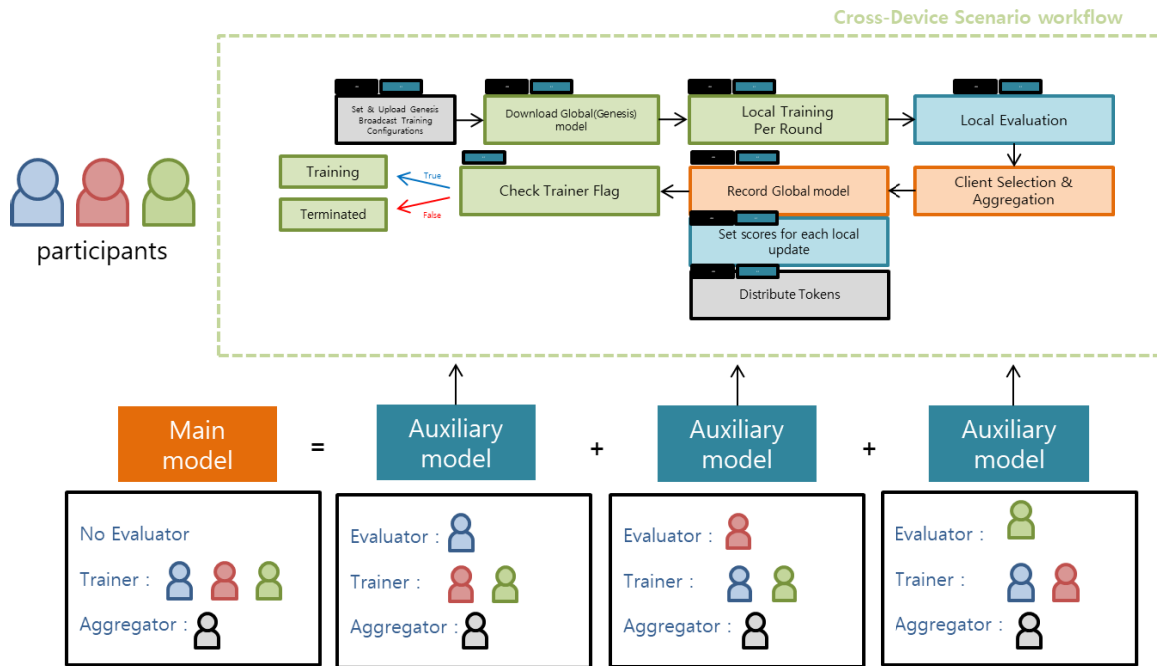 Cross-Device Scenario workflow
Set & Upload Genesis
Broadcast Training
Configurations
Download Global(Genesis)
model
Local Training
Per Round
Local Evaluation
Training
Terminated
True
False
Check Trainer Flag
Record Global model
Client Selection &
Aggregation
Set scores for each local
update
Distribute Tokens
participants
Main
model
=
Auxiliary
model
+
Auxiliary
model
+
Auxiliary
model
No Evaluator
Trainer :
Aggregator :
Evaluator :
Trainer :
Aggregator :
Evaluator :
Trainer :
Aggregator :
Evaluator :
Trainer :
Aggregator :